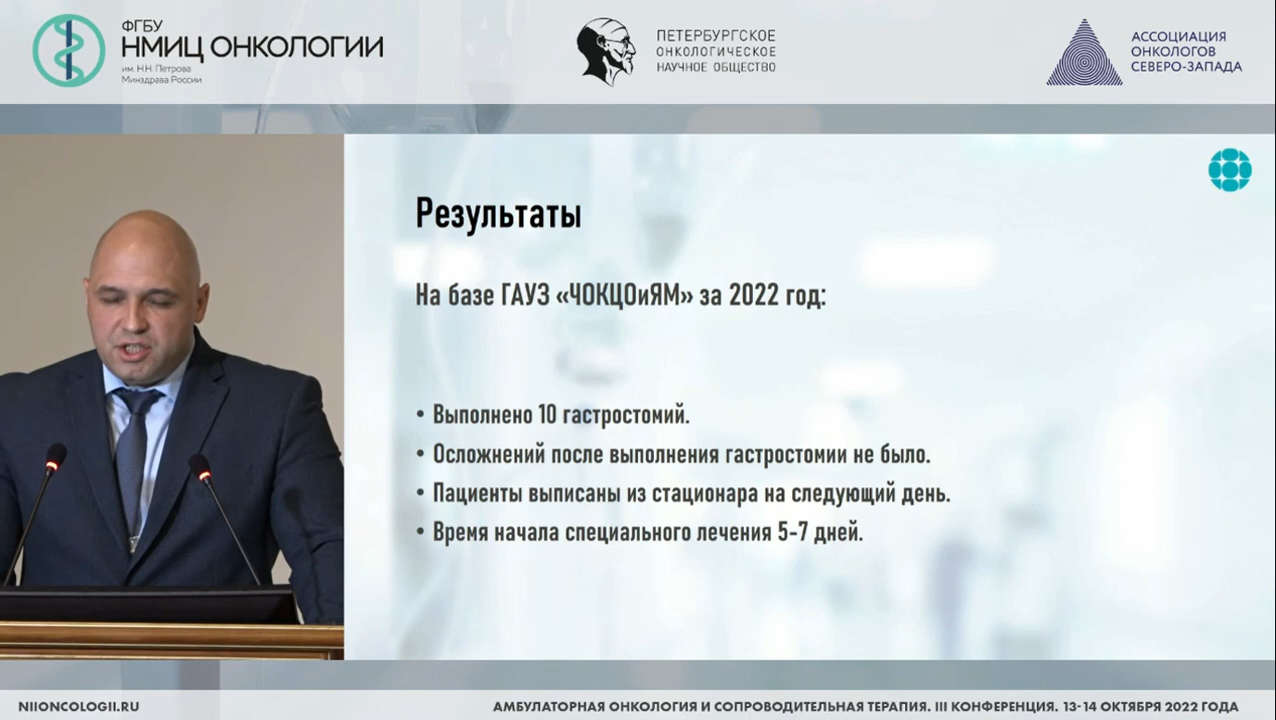 ФГБУ
НМИЦ ОНКОЛОГИИ
им. Н.Н. Петрова
Минздрава России
ПЕТЕРБУРГСКОЕ
ОНКОЛОГИЧЕСКОЕ
НАУЧНОЕ ОБЩЕСТВО
АССОЦИАЦИЯ
ОНКОЛОГОВ
СЕВЕРО-ЗАПАДА
Результаты
На базе ГАУЗ «ЧОКЦОиЯМ» за 2022 год:
• Выполнено 10 гастростомий.
• Осложнений после выполнения гастростомии не было.
• Пациенты выписаны из стационара на следующий день.
• Время начала специального лечения 5-7 дней.
NIIONCOLOGII.RU
АМБУЛАТОРНАЯ ОНКОЛОГИЯ И СОПРОВОДИТЕЛЬНАЯ ТЕРАПИЯ. III КОНФЕРЕНЦИЯ. 13-14 ОКТЯБРЯ 2022 ГОДА